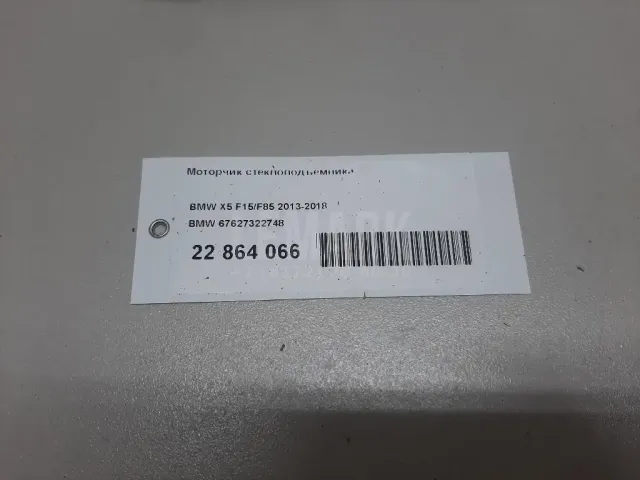 Моторчик стеклоподъемника
BMW X5 F15/F85 2013-2018
BMW 67627322748
22 864 066